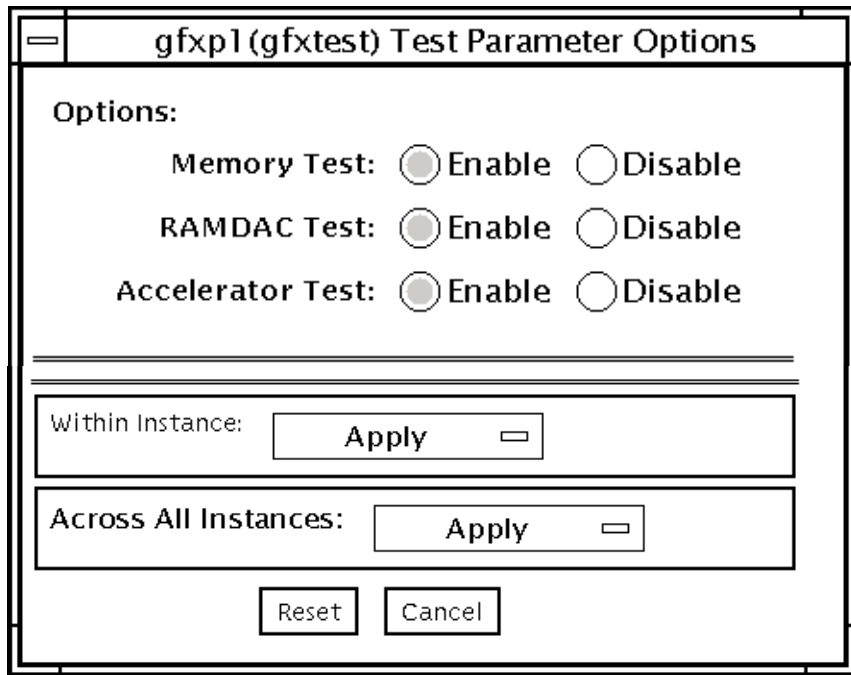 gfxp1(gfxtest) Test Parameter Options
Options:
Memory Test: Enable Disable
RAMDAC Test: Enable Disable
Accelerator Test: Enable Disable
Within Instance: Apply
Across All Instances: Apply
Reset Cancel